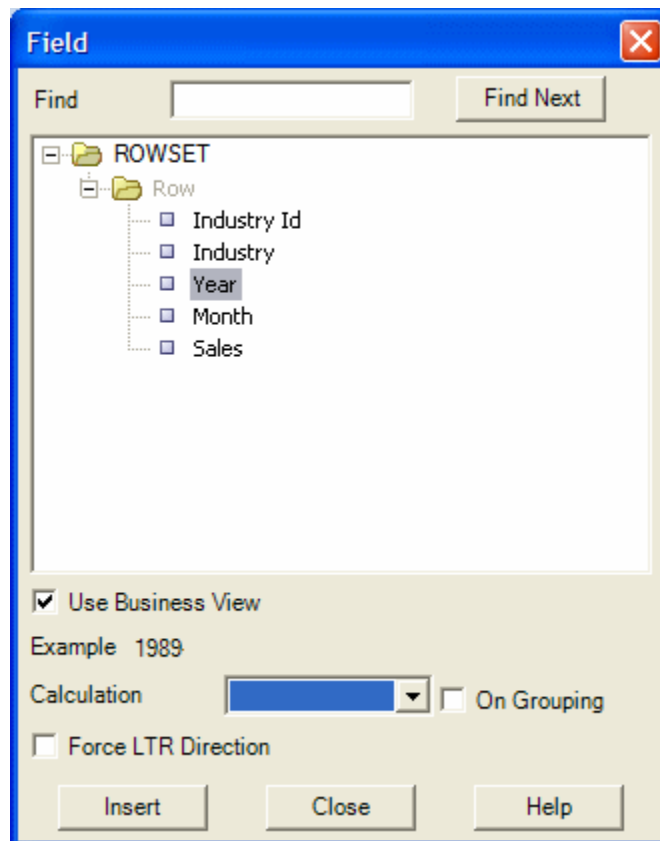 Field
Find Find Next
ROWSET
Row
Industry Id
Industry
Year
Month
Sales
Use Business View
Example 1989
Calculation On Grouping
Force LTR Direction
Insert Close Help